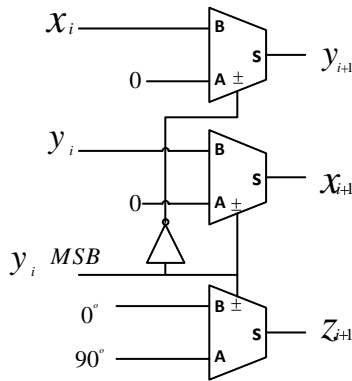 x_i B S y_{i+1}
0 A ±
y_i B S x_{i+1}
0 A ±
y_i MSB
0° B ± S z_{i+1}
90° A